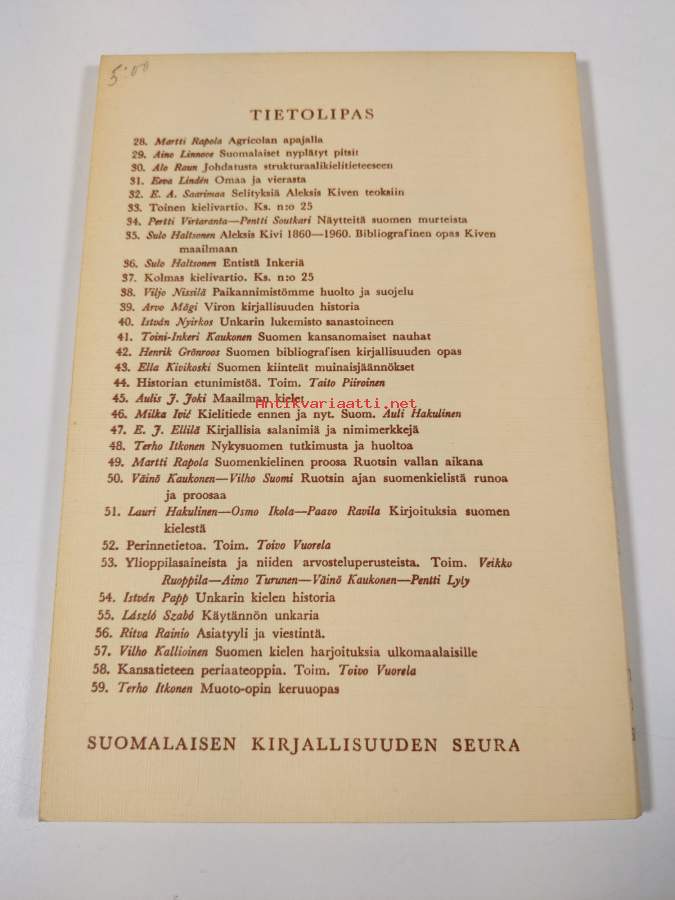 5.00
TIETOLIPAS
28. Martti Rapola Agricolan apajalla
29. Aino Linnove Suomalaiset nyplätyt pitsit
30. Alo Raun Johdatusta strukturaalikielitieteeseen
31. Eeva Lindén Omaa ja vierasta
32. E. A. Saarimaa Selityksiä Aleksis Kiven teoksiin
33. Toinen kielivartio. Ks. n:o 25
34. Pertti Virtaranta—Pentti Soutkari Näytteitä suomen murteista
35. Sulo Haltsonen Aleksis Kivi 1860—1960. Bibliografinen opas Kiven
maailmaan
36. Sulo Haltsonen Entistä Inkeriä
37. Kolmas kielivartio. Ks. n:o 25
38. Viljo Nissilä Paikannimistömme huolto ja suojelu
39. Arvo Mägi Viron kirjallisuuden historia
40. István Nyirkos Unkarin lukemisto sanastoineen
41. Toini-Inkeri Kaukonen Suomen kansanomaiset nauhat
42. Henrik Grönroos Suomen bibliografisen kirjallisuuden opas
43. Ella Kivikoski Suomen kiinteät muinaisjäännökset
44. Historian etunimistöä. Toim. Taito Piiroinen
45. Aulis J. Joki Maailman kielet
Antikvariaatti.net
46. Milka Ivić Kielitiede ennen ja nyt. Suom. Auli Hakulinen
47. E. J. Ellilä Kirjallisia salanimiä ja nimimerkkejä
48. Terho Itkonen Nykysuomen tutkimusta ja huoltoa
49. Martti Rapola Suomenkielinen proosa Ruotsin vallan aikana
50. Väinö Kaukonen—Vilho Suomi Ruotsin ajan suomenkielistä runoa
ja proosaa
51. Lauri Hakulinen—Osmo Ikola—Paavo Ravila Kirjoituksia suomen
kielestä
52. Perinnetietoa. Toim. Toivo Vuorela
53. Ylioppilasaineista ja niiden arvosteluperusteista. Toim. Veikko
Ruoppila—Aimo Turunen—Väinö Kaukonen—Pentti Lyly
54. István Papp Unkarin kielen historia
55. László Szabó Käytännön unkaria
56. Ritva Rainio Asiatyyli ja viestintä.
57. Vilho Kallioinen Suomen kielen harjoituksia ulkomaalaisille
58. Kansatieteen periaateoppia. Toim. Toivo Vuorela
59. Terho Itkonen Muoto-opin keruuopas
SUOMALAISEN KIRJALLISUUDEN SEURA